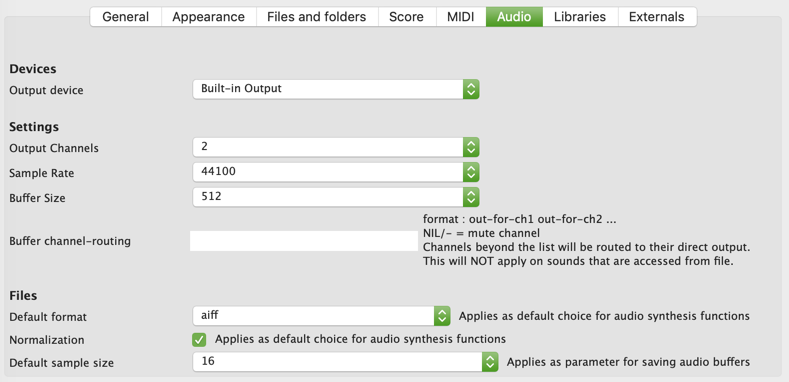 General Appearance Files and folders Score MIDI Audio Libraries Externals
Devices
Output device Built-in Output
Settings
Output Channels 2
Sample Rate 44100
Buffer Size 512
format : out-for-ch1 out-for-ch2 ...
NIL/- = mute channel
Buffer channel-routing
Channels beyond the list will be routed to their direct output.
This will NOT apply on sounds that are accessed from file.
Files
Default format aiff Applies as default choice for audio synthesis functions
Normalization Applies as default choice for audio synthesis functions
Default sample size 16 Applies as parameter for saving audio buffers